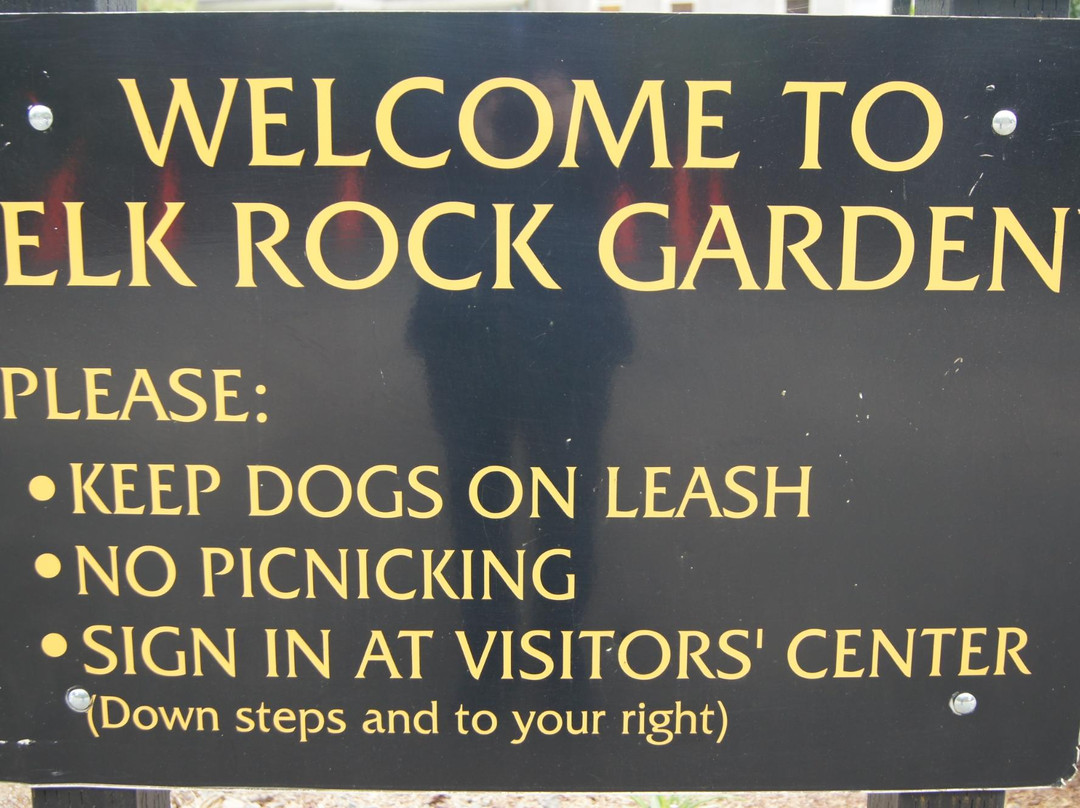 WELCOME TO
ELK ROCK GARDEN
PLEASE:
• KEEP DOGS ON LEASH
• NO PICNICKING
• SIGN IN AT VISITORS' CENTER
(Down steps and to your right)